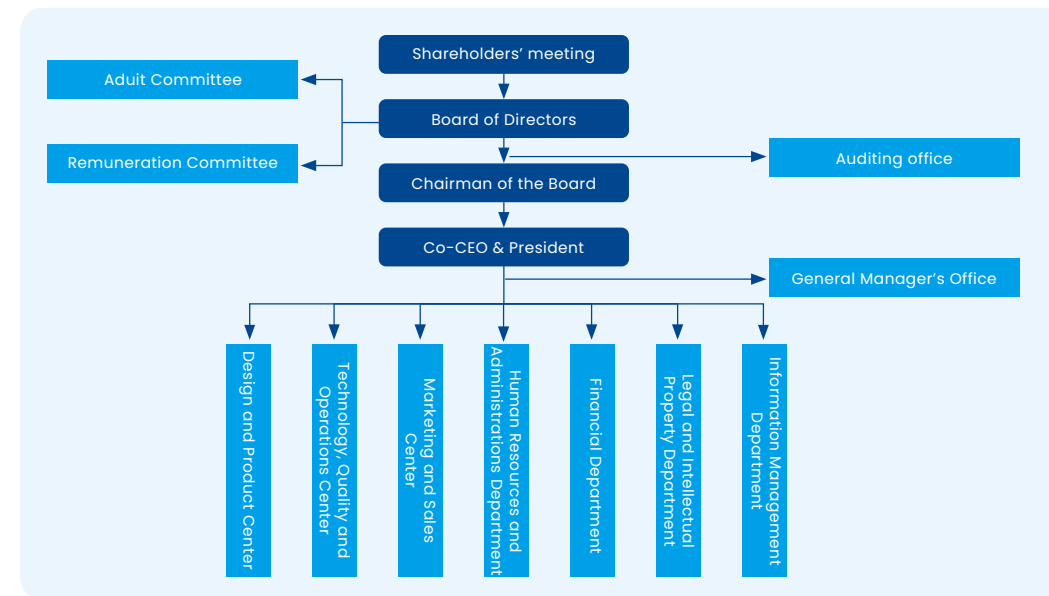 Shareholders’ meeting
Aduit Committee
Board of Directors
Remuneration Committee
Auditing office
Chairman of the Board
Co-CEO & President
General Manager’s Office
Design and Product Center
Technology, Quality and
Operations Center
Marketing and Sales
Center
Human Resources and
Administrations Department
Financial Department
Legal and Intellectual
Property Department
Information Management
Department